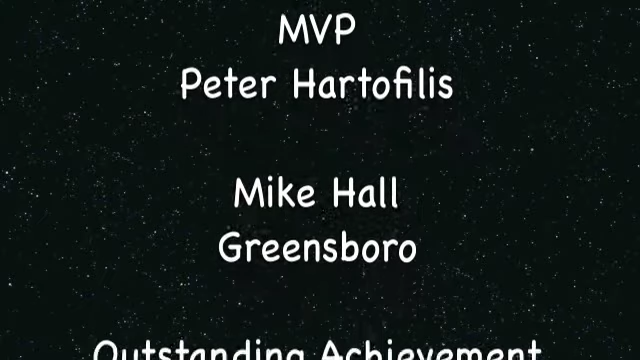 MVP
Peter Hartofilis
Mike Hall
Greensboro
Outstanding Achievement